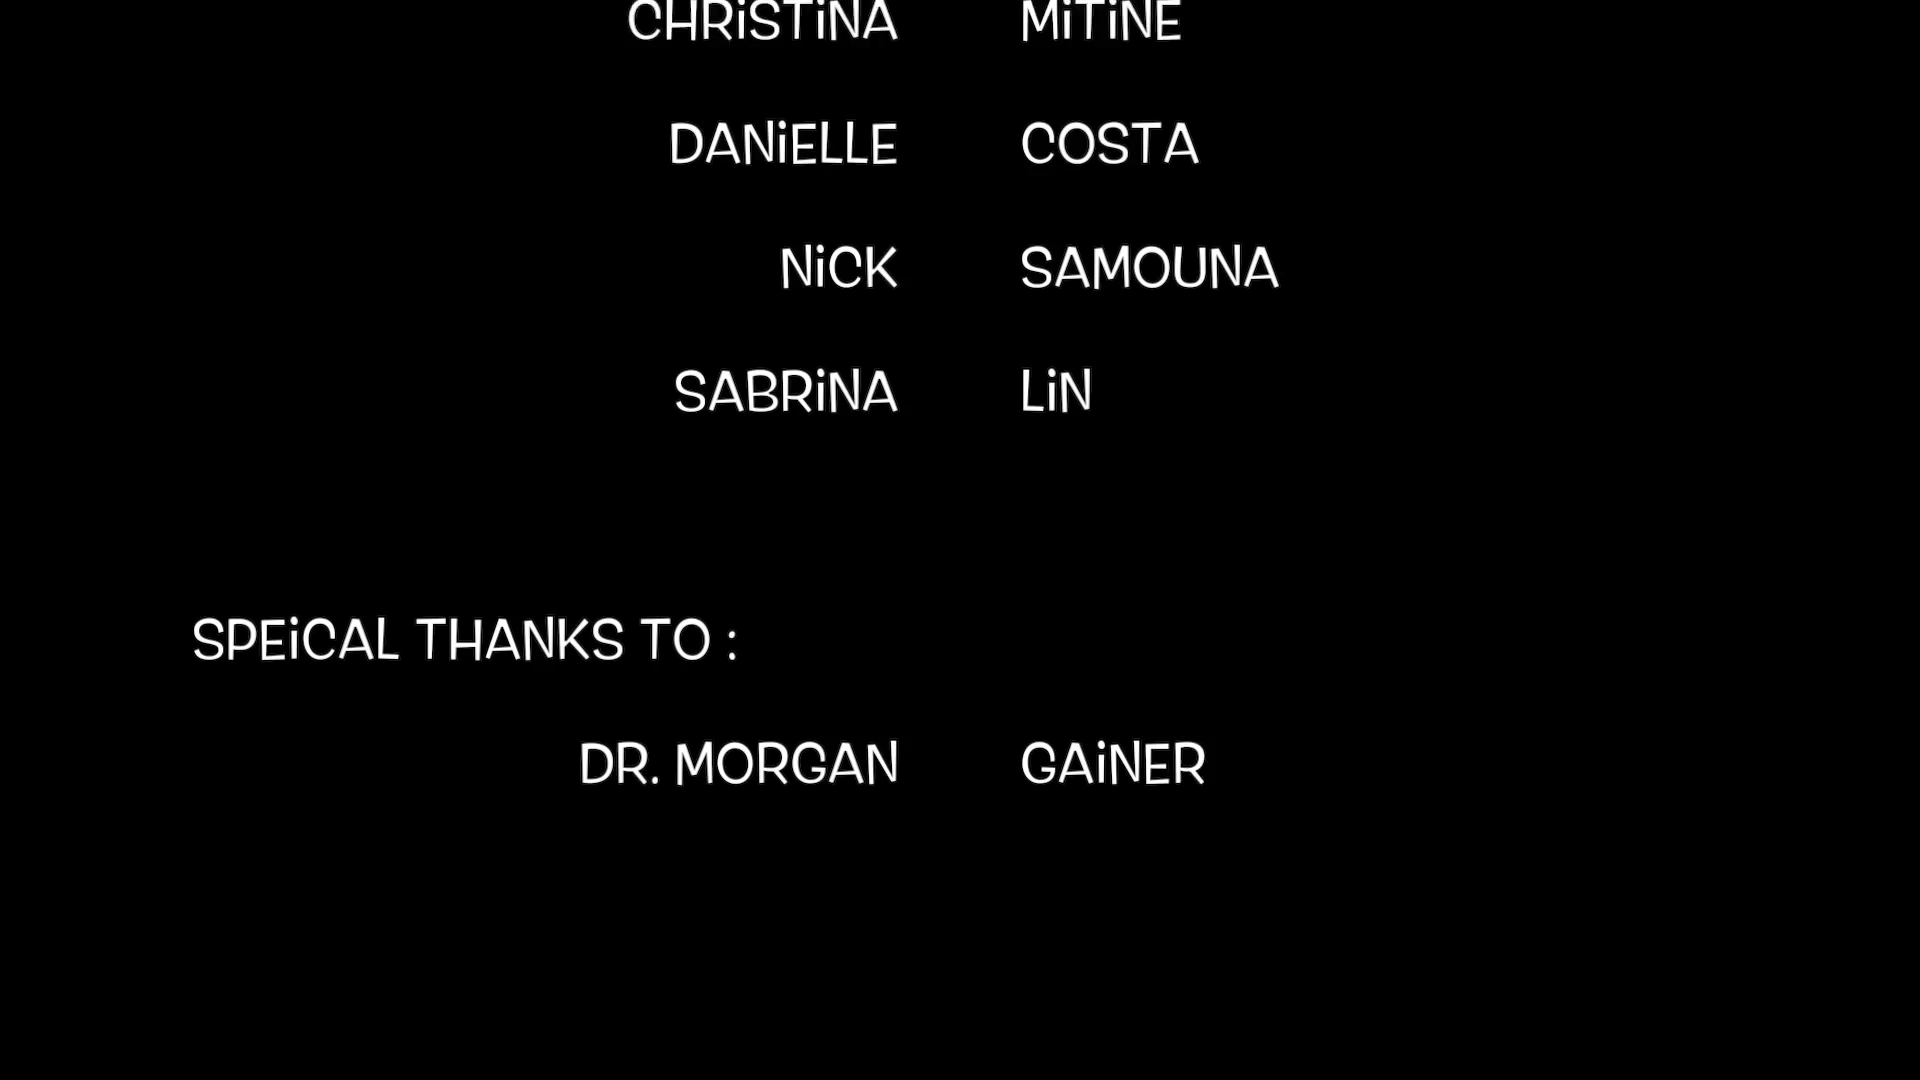 CHRiSTiNA MiTiNE
DANiELLE COSTA
NiCK SAMOUNA
SABRiNA LiN
SPEiCAL THANKS TO :
DR. MORGAN GAiNER